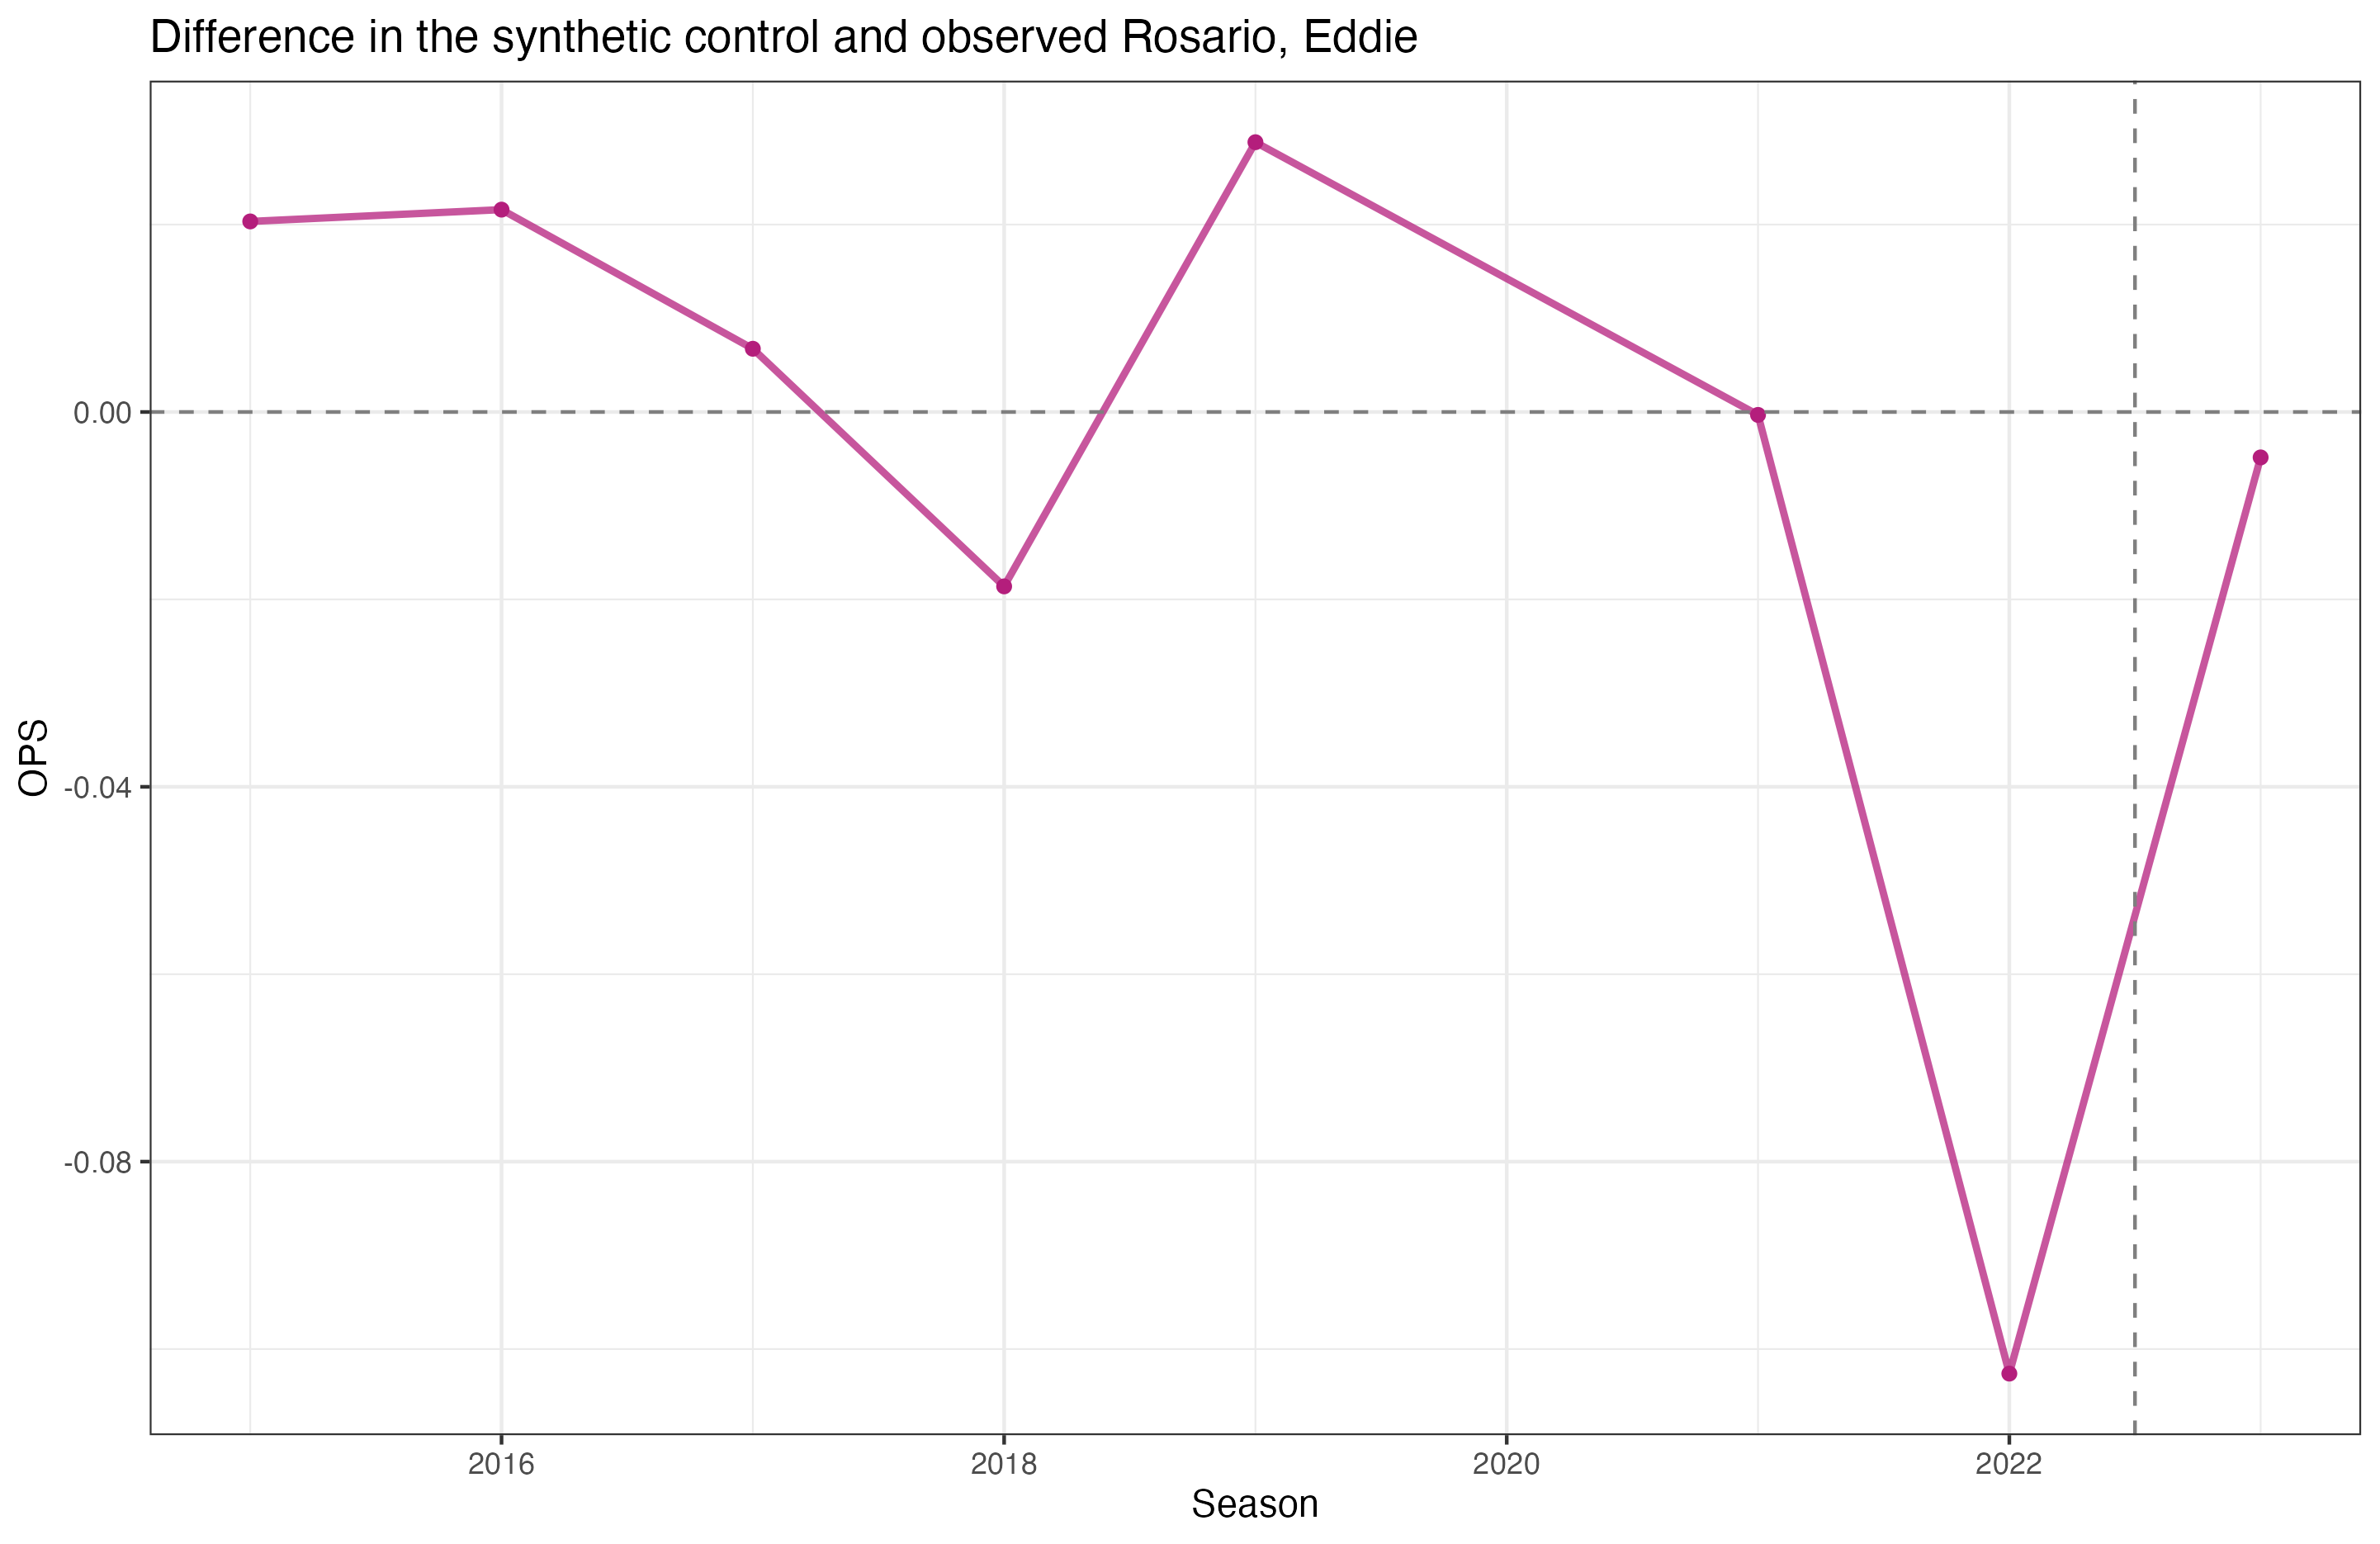 Difference in the synthetic control and observed Rosario, Eddie
OPS
0.00
-0.04
-0.08
2016 2018 2020 2022
Season